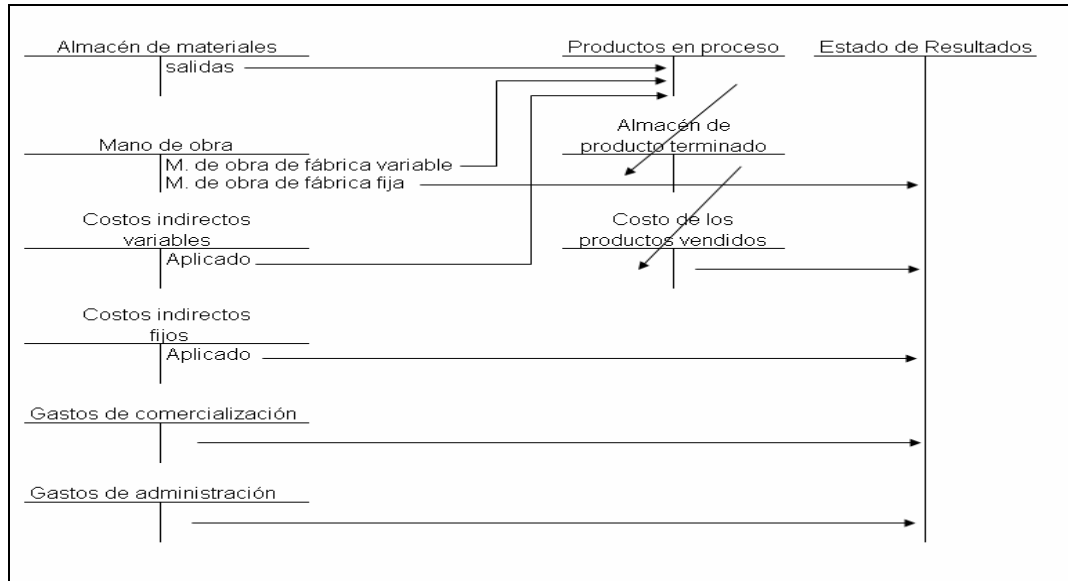 Almacén de materiales
salidas
Productos en proceso
Estado de Resultados
Almacén de
producto terminado
Mano de obra
M. de obra de fábrica variable
M. de obra de fábrica fija
Costos indirectos
variables
Aplicado
Costo de los
productos vendidos
Costos indirectos
fijos
Aplicado
Gastos de comercialización
Gastos de administración